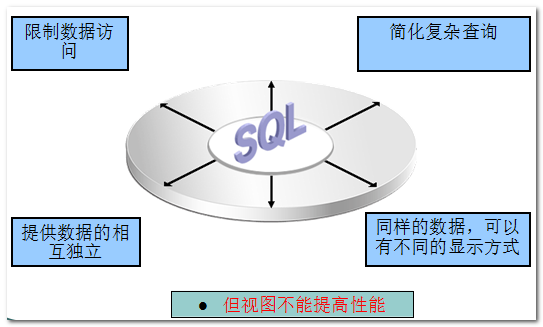 限制数据访
问
简化复杂查询
SQL
提供数据的相
互独立
同样的数据，可以
有不同的显示方式
● 但视图不能提高性能